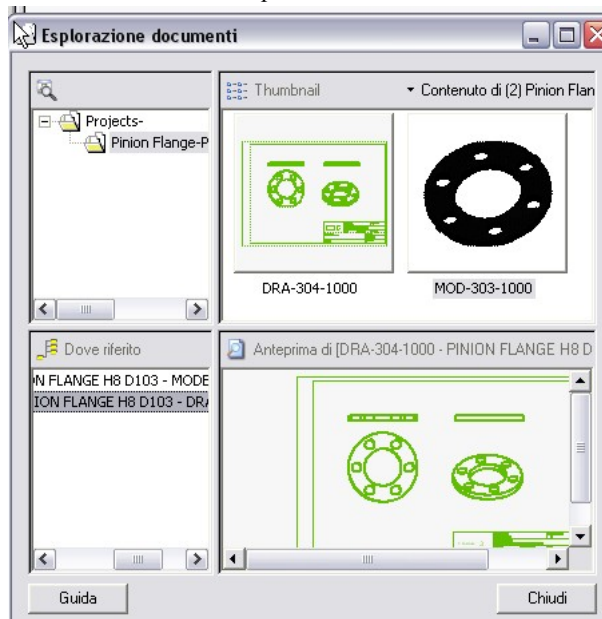 Esplorazione documenti
Thumbnail
Contenuto di (2) Pinion Flan
Projects-
Pinion Flange-P
DRA-304-1000
MOD-303-1000
Dove riferito
N FLANGE H8 D103 - MODE
ION FLANGE H8 D103 - DRA
Anteprima di [DRA-304-1000 - PINION FLANGE H8 D
Guida
Chiudi